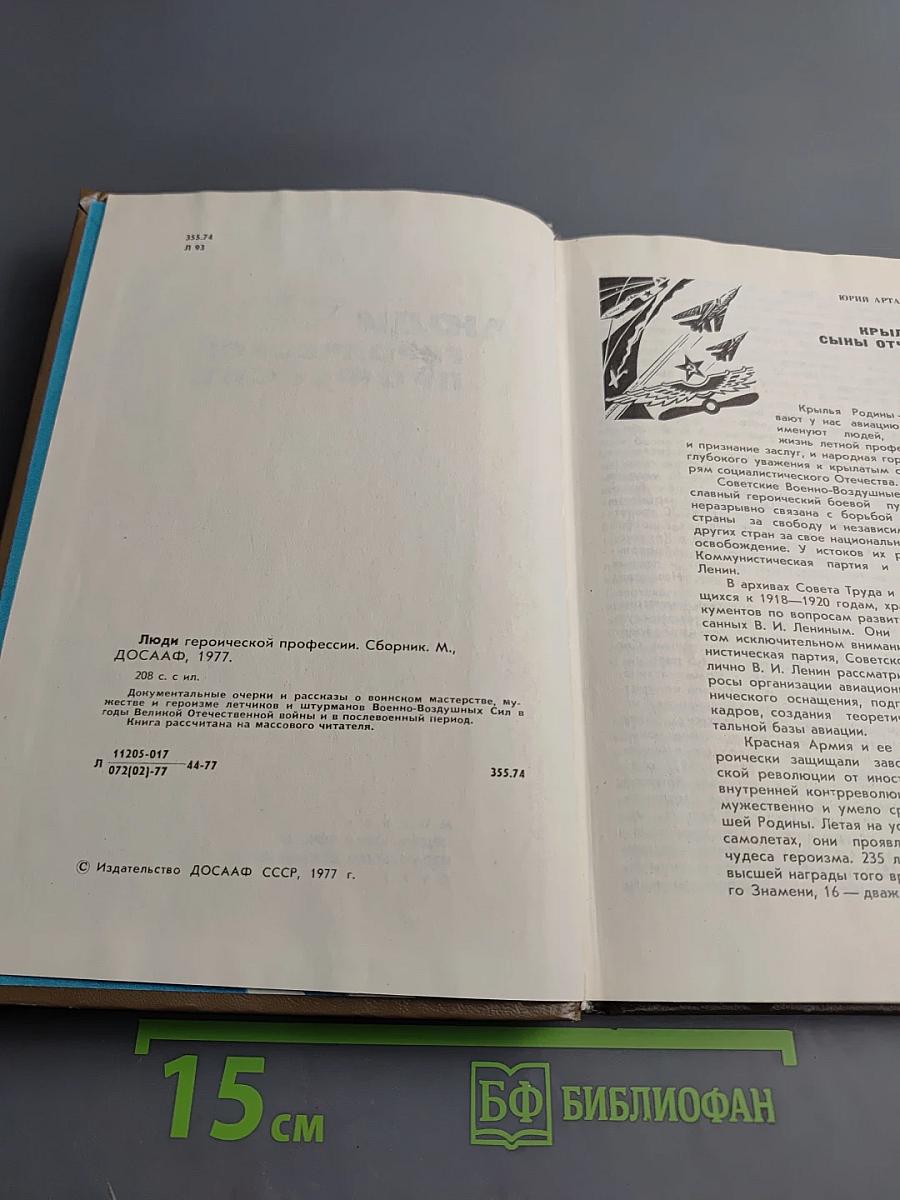 355.74
Л 93
Люди героической профессии. Сборник. М.,
ДОСААФ, 1977.
208 с. с ил.
Документальные очерки и рассказы о воинском мастерстве, му-
жестве и героизме летчиков и штурманов Военно-Воздушных Сил в
годы Великой Отечественной войны и в послевоенный период.
Книга рассчитана на массового читателя.
Л 11205-017 44-77
072(02)-77
355.74
© Издательство ДОСААФ СССР, 1977 г.
ЮРИЙ
СЫНЫ
Крылья Родины
вают у нас авиацию
именуют людей,
жизнь летной
и признание заслуг, и народная
глубокого уважения к крылатым
рям социалистического Отечества.
Советские Военно-Воздушные
славный героический боевой
неразрывно связана с борьбой
страны за свободу и
других стран за свое
освобождение. У истоков их
Коммунистическая партия и
Ленин.
В архивах Совета Труда и
щихся к 1918—1920 годам,
кументов по вопросам
санных В. И. Лениным. Они
том исключительном
нистическая партия,
лично В. И. Ленин
росы организации
нического оснащения,
кадров, создания
тальной базы авиации.
Красная Армия и ее
роически защищали
ской революции от
внутренней
мужественно и умело
шей Родины. Летая на
самолетах, они
чудеса героизма. 235
высшей награды того
го Знамени, 16 —
15 см
БФ БИБЛИОФАН